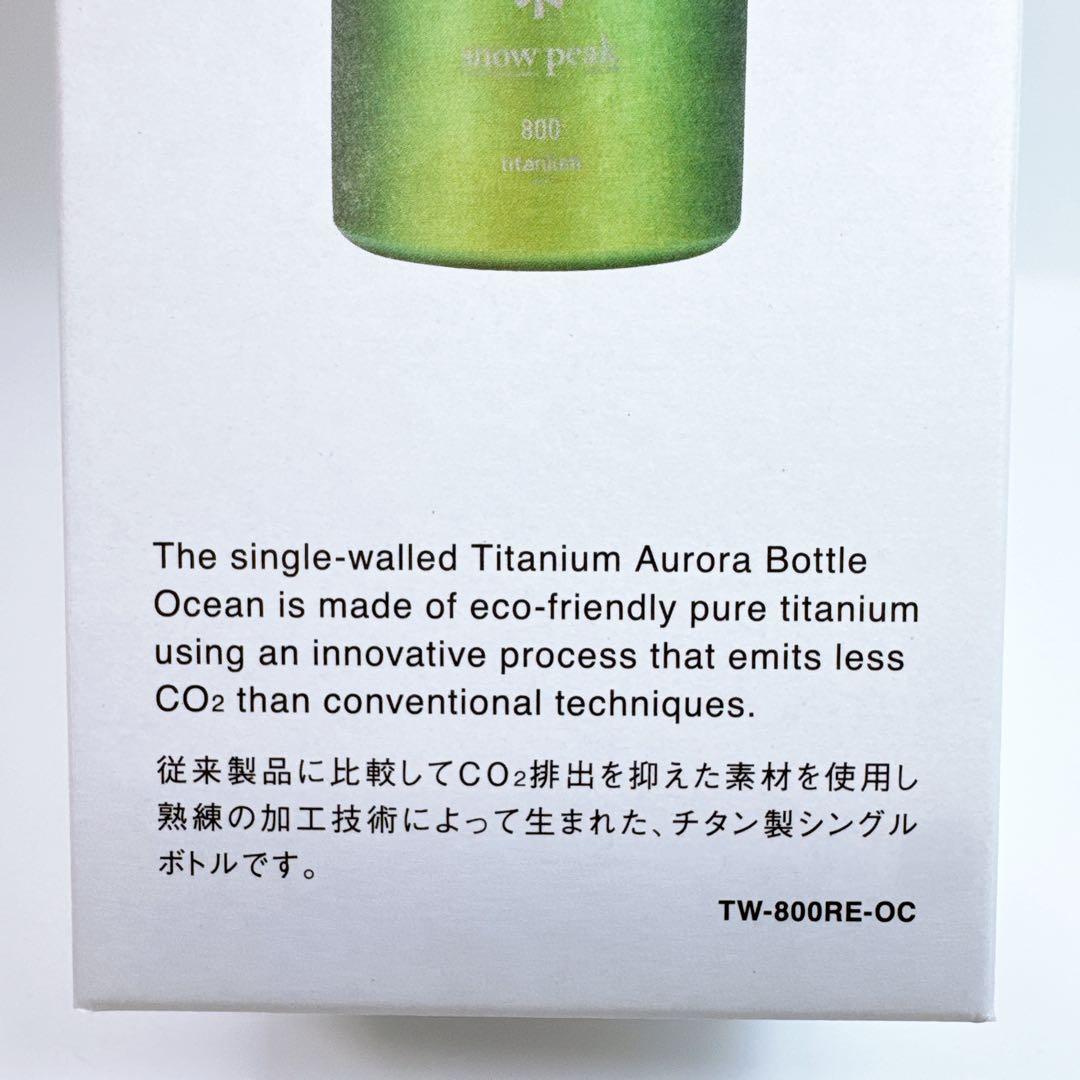 snow peak
800
titanium
The single-walled Titanium Aurora Bottle
Ocean is made of eco-friendly pure titanium
using an innovative process that emits less
CO2 than conventional techniques.
従来製品に比較してCO2排出を抑えた素材を使用し
熟練の加工技術によって生まれた、チタン製シングル
ボトルです。
TW-800RE-OC